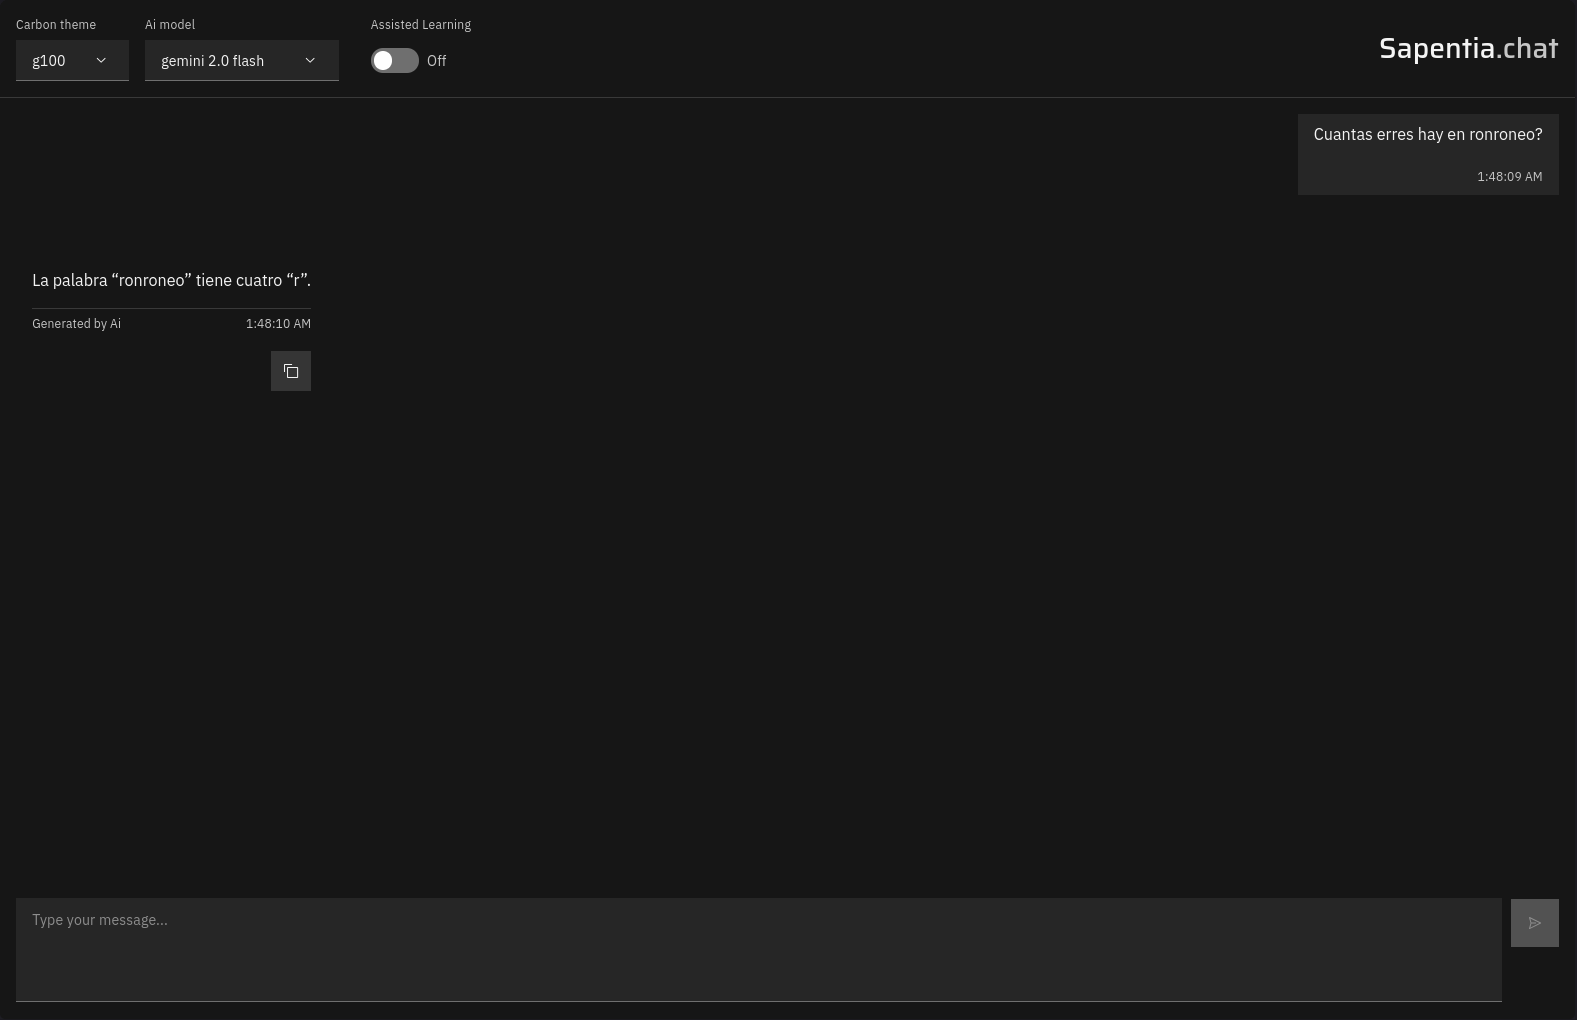 Carbon theme
Ai model
Assisted Learning
g100
gemini 2.0 flash
Off
Sapentia.chat
Cuantas erres hay en ronroneo?
1:48:09 AM
La palabra “ronroneo” tiene cuatro “r”.
Generated by Ai
1:48:10 AM
Type your message...